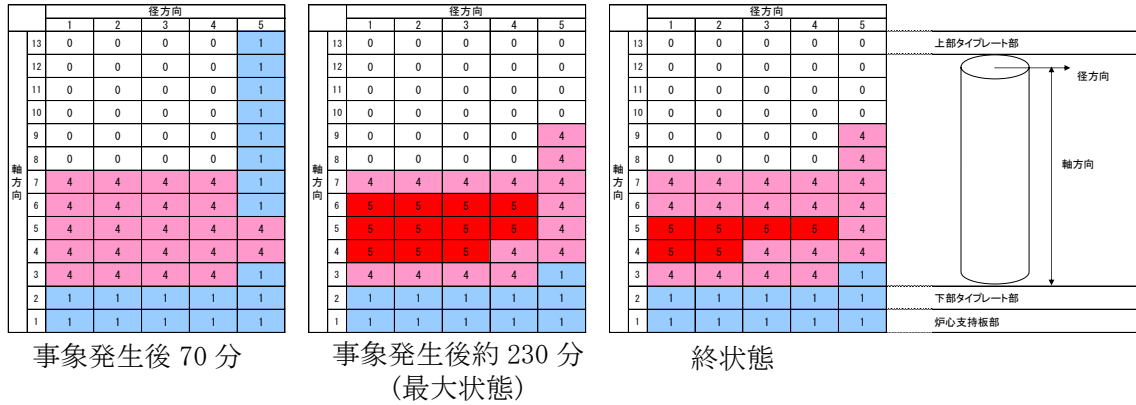 径方向
1 2 3 4 5
軸方向
13 0 0 0 0 1
12 0 0 0 0 1
11 0 0 0 0 1
10 0 0 0 0 1
9 0 0 0 0 1
8 0 0 0 0 1
7 4 4 4 4 1
6 4 4 4 4 1
5 4 4 4 4 4
4 4 4 4 4 4
3 4 4 4 4 1
2 1 1 1 1 1
1 1 1 1 1 1
事象発生後 70 分
径方向
1 2 3 4 5
軸方向
13 0 0 0 0 0
12 0 0 0 0 0
11 0 0 0 0 0
10 0 0 0 0 0
9 0 0 0 0 4
8 0 0 0 0 4
7 4 4 4 4 4
6 5 5 5 5 4
5 5 5 5 5 4
4 5 5 5 4 4
3 4 4 4 4 1
2 1 1 1 1 1
1 1 1 1 1 1
事象発生後約 230 分
(最大状態)
径方向
1 2 3 4 5
軸方向
13 0 0 0 0 0
12 0 0 0 0 0
11 0 0 0 0 0
10 0 0 0 0 0
9 0 0 0 0 4
8 0 0 0 0 4
7 4 4 4 4 4
6 4 4 4 4 4
5 5 5 5 5 4
4 5 5 4 4 4
3 4 4 4 4 1
2 1 1 1 1 1
1 1 1 1 1 1
終状態
上部タイプレート部
径方向
軸方向
下部タイプレート部
炉心支持板部